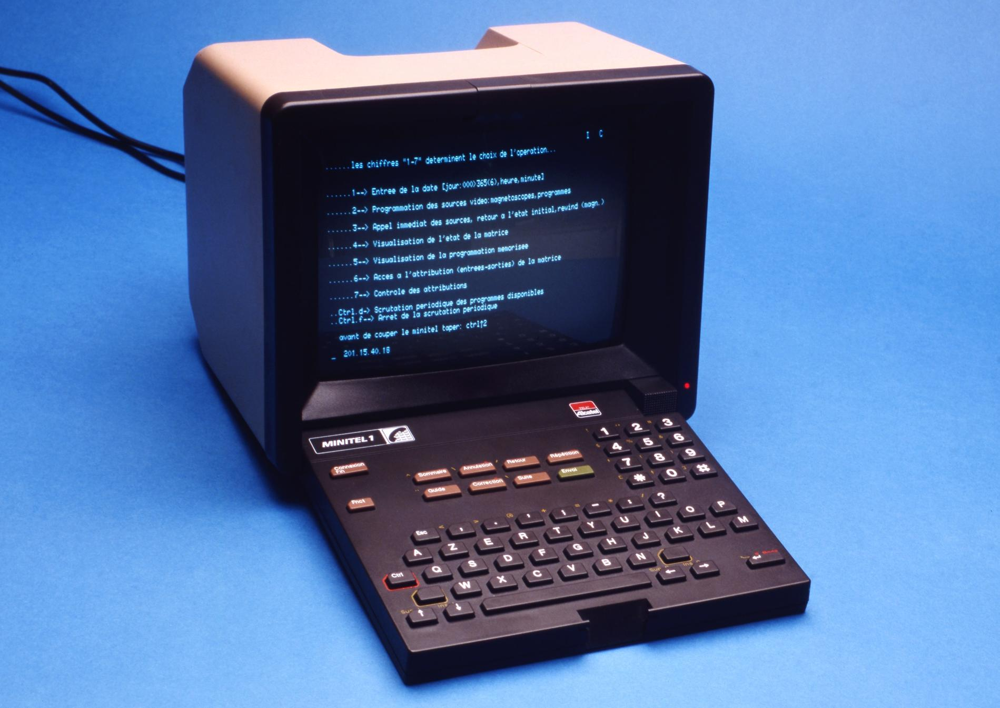 I C
......les chiffres "1-7" determinent le choix de l'operation...
......1--> Entree de la date [jour:000>365(6),heure,minute]
......2--> Programmation des sources video:magnetoscopes,programmes
......3--> Appel immediat des sources, retour a l'etat initial,rewind (magn.)
......4--> Visualisation de l'etat de la matrice
......5--> Visualisation de la programmation memorisee
......6--> Acces a l'attribution (entrees-sorties) de la matrice
......7--> Controle des attributions
..Ctrl.d-> Scrutation periodique des programmes disponibles
..Ctrl.f--> Arret de la scrutation periodique
avant de couper le minitel taper: ctrl↑2
_ 201.15.40.18
Alcatel
MINITEL 1
1 2 3
4 5 6
7 8 9
* 0 #
Connexion
Fin
Sommaire Annulation Retour Répétition
Guide Correction Suite Envoi
Fnct
Esc , . ' ; - : ?
A Z E R T Y U I O P
Ctrl Q S D F G H J K L M
W X C V B N
↑ ↓ ← →